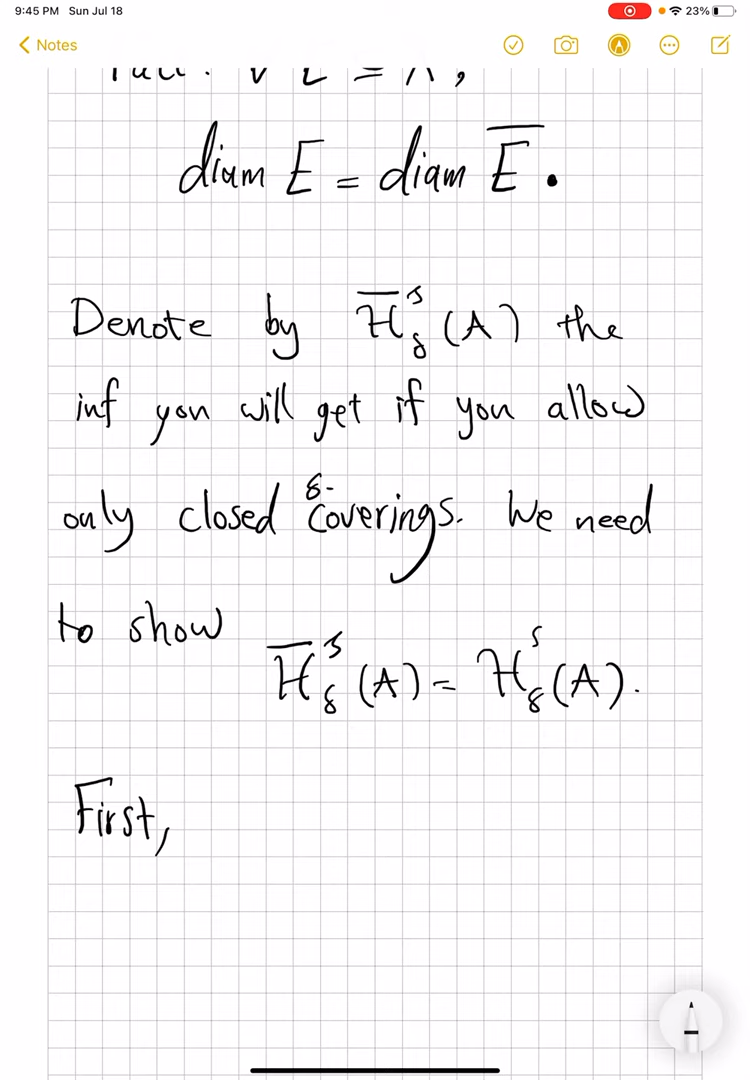 9:45 PM Sun Jul 18
23%
Notes
diam E = diam E̅.
Denote by H̅ˢ_δ(A) the
inf you will get if you allow
only closed δ-coverings. We need
to show
H̅ˢ_δ(A) = Hˢ_δ(A).
First,